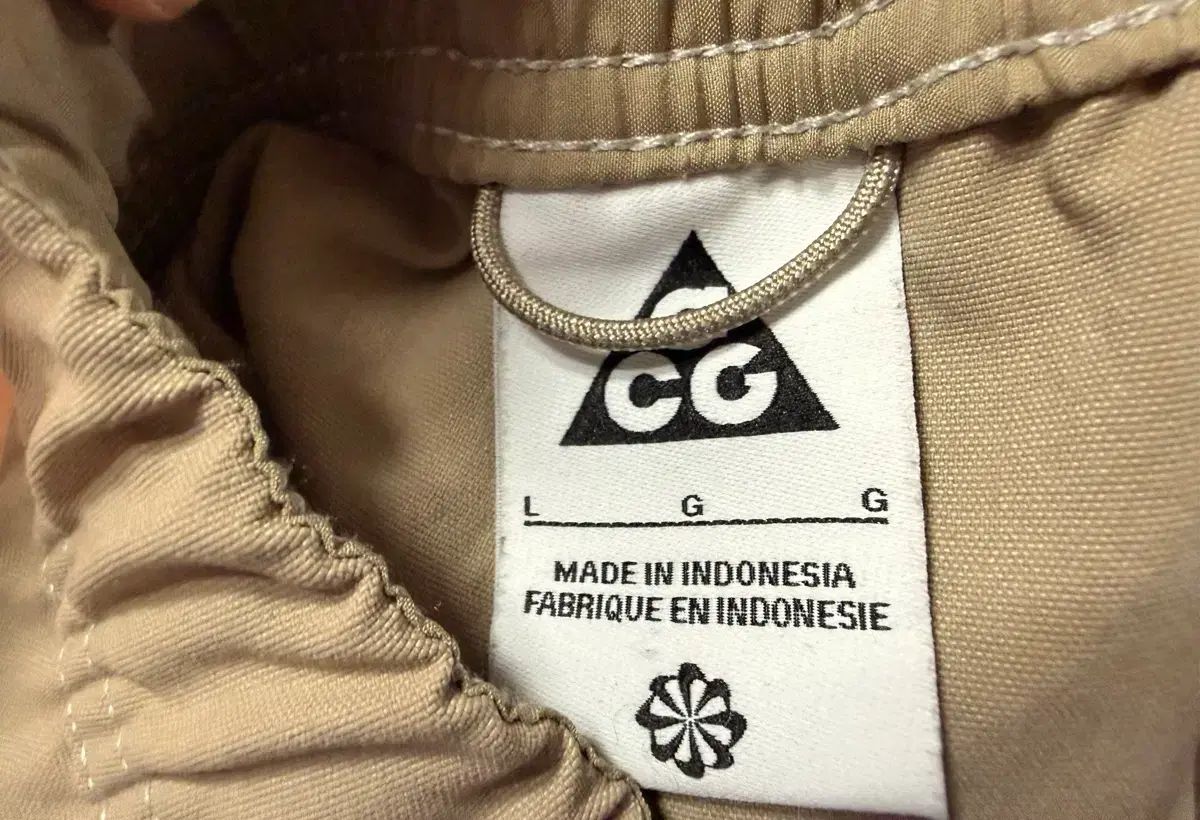 CG
L G G
MADE IN INDONESIA
FABRIQUE EN INDONESIE